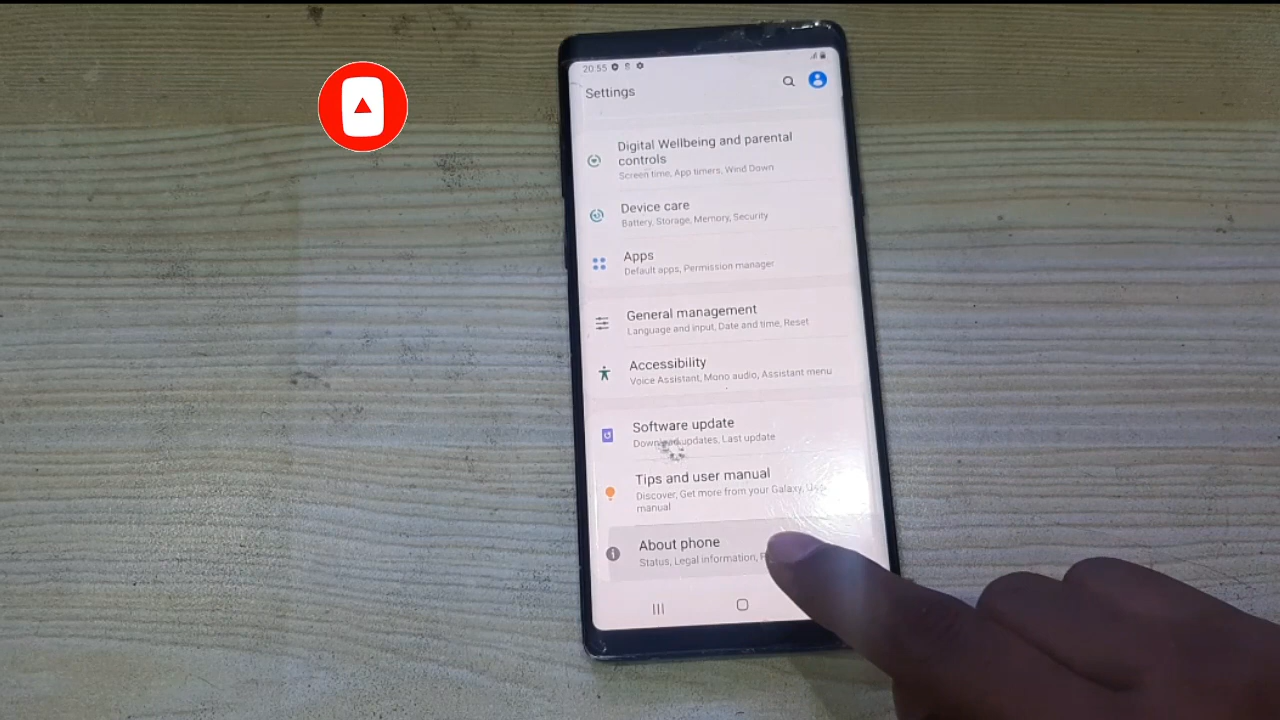 20:55
Settings
Digital Wellbeing and parental
controls
Screen time, App timers, Wind Down
Device care
Battery, Storage, Memory, Security
Apps
Default apps, Permission manager
General management
Language and input, Date and time, Reset
Accessibility
Voice Assistant, Mono audio, Assistant menu
Software update
Download updates, Last update
Tips and user manual
Discover, Get more from your Galaxy,
manual
About phone
Status, Legal information,